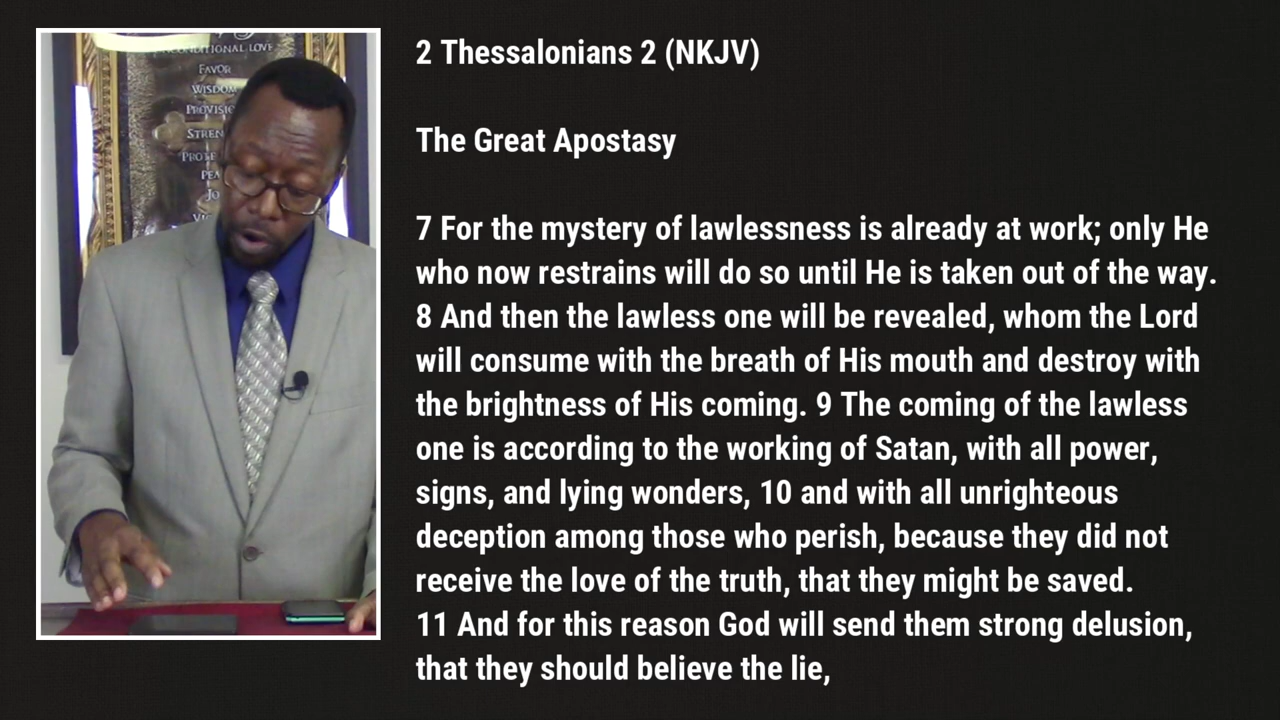 CONDITIONAL LOVE
FAVOR
WISDOM
2 Thessalonians 2 (NKJV)
The Great Apostasy
7 For the mystery of lawlessness is already at work; only He
who now restrains will do so until He is taken out of the way.
8 And then the lawless one will be revealed, whom the Lord
will consume with the breath of His mouth and destroy with
the brightness of His coming. 9 The coming of the lawless
one is according to the working of Satan, with all power,
signs, and lying wonders, 10 and with all unrighteous
deception among those who perish, because they did not
receive the love of the truth, that they might be saved.
11 And for this reason God will send them strong delusion,
that they should believe the lie,